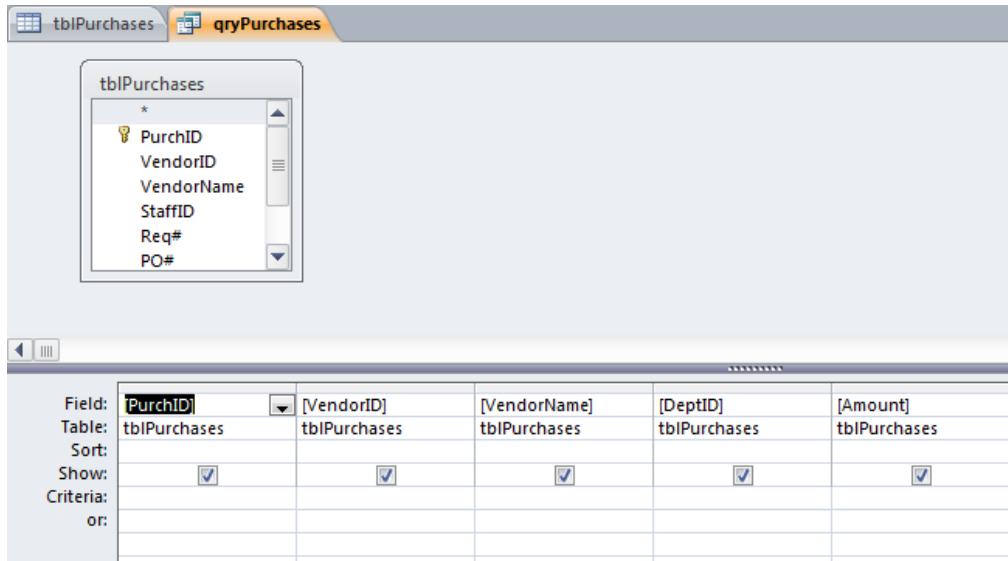 tblPurchases qryPurchases
tblPurchases
*
PurchID
VendorID
VendorName
StaffID
Req#
PO#
Field: [PurchID] [VendorID] [VendorName] [DeptID] [Amount]
Table: tblPurchases tblPurchases tblPurchases tblPurchases tblPurchases
Sort:
Show:
Criteria:
or: